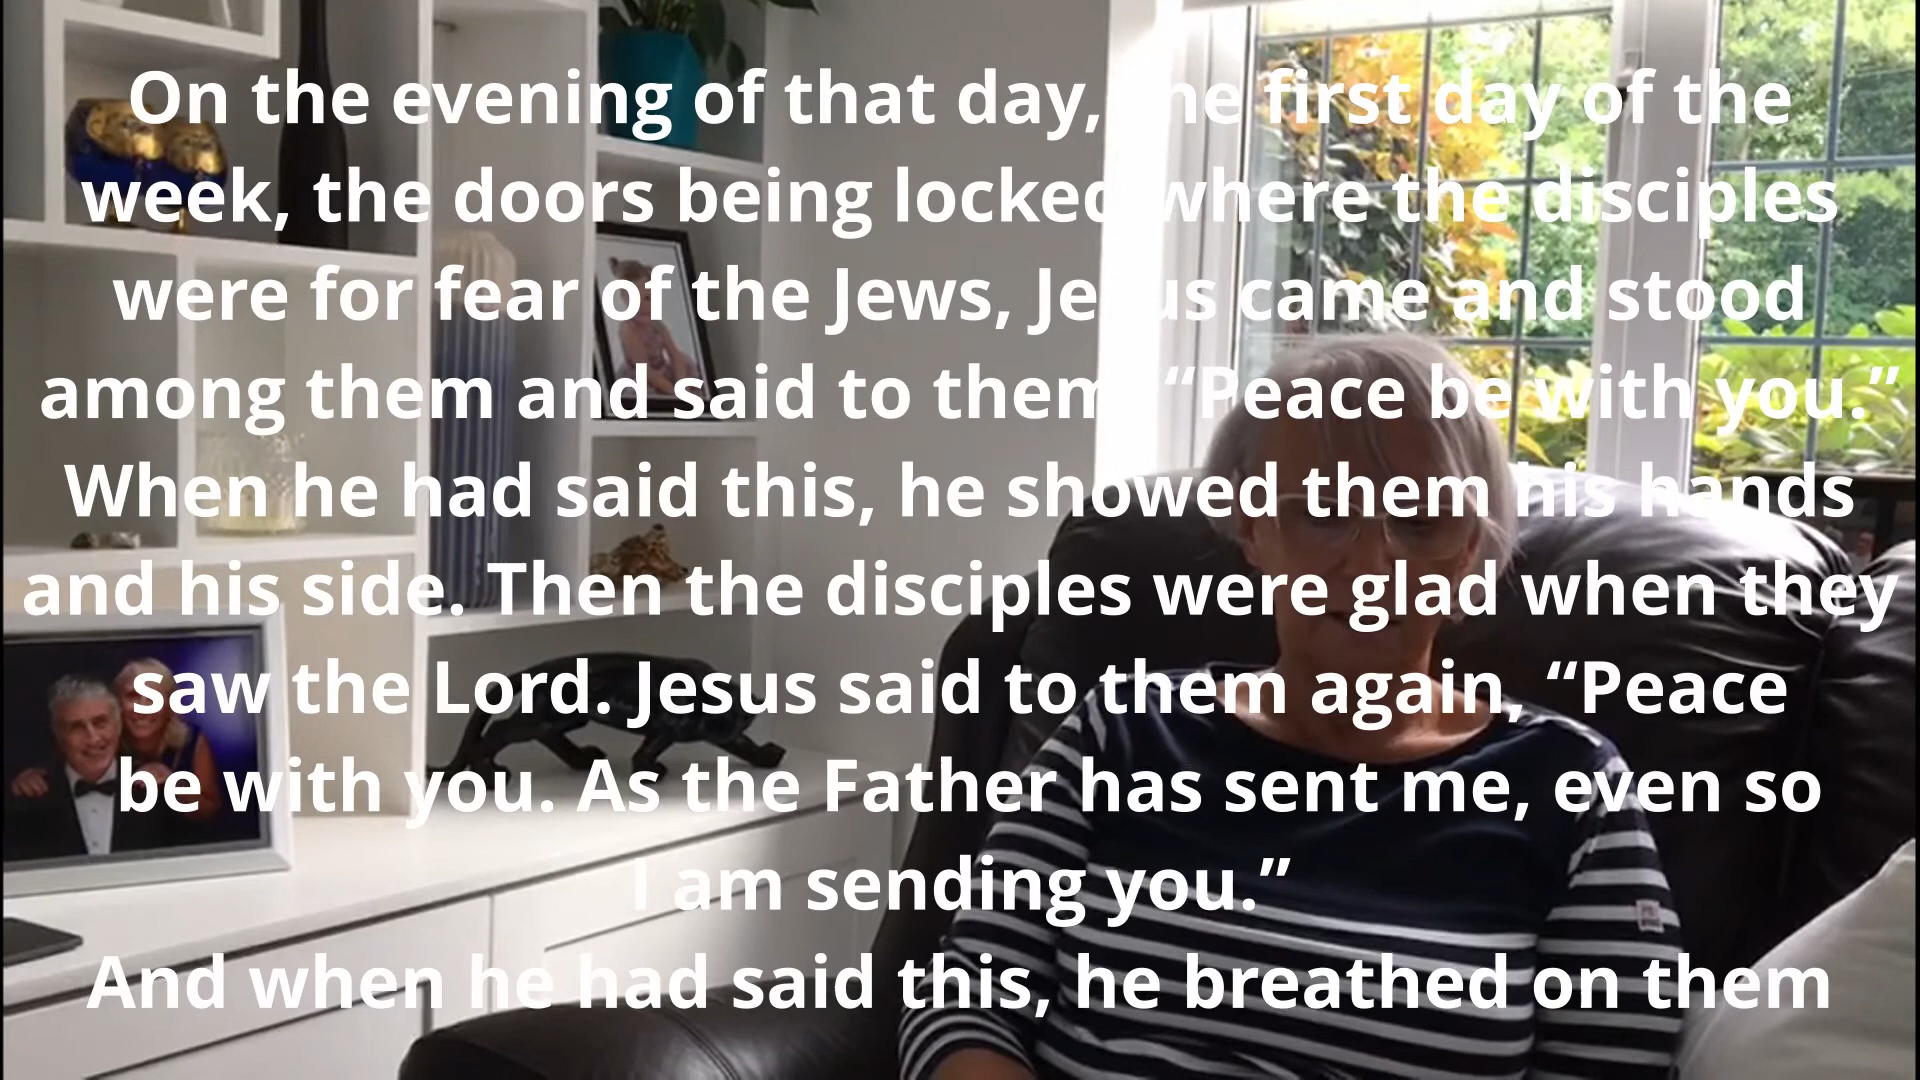 On the evening of that day, the first day of the
week, the doors being locked where the disciples
were for fear of the Jews, Jesus came and stood
among them and said to them, “Peace be with you.”
When he had said this, he showed them his hands
and his side. Then the disciples were glad when they
saw the Lord. Jesus said to them again, “Peace
be with you. As the Father has sent me, even so
I am sending you.”
And when he had said this, he breathed on them